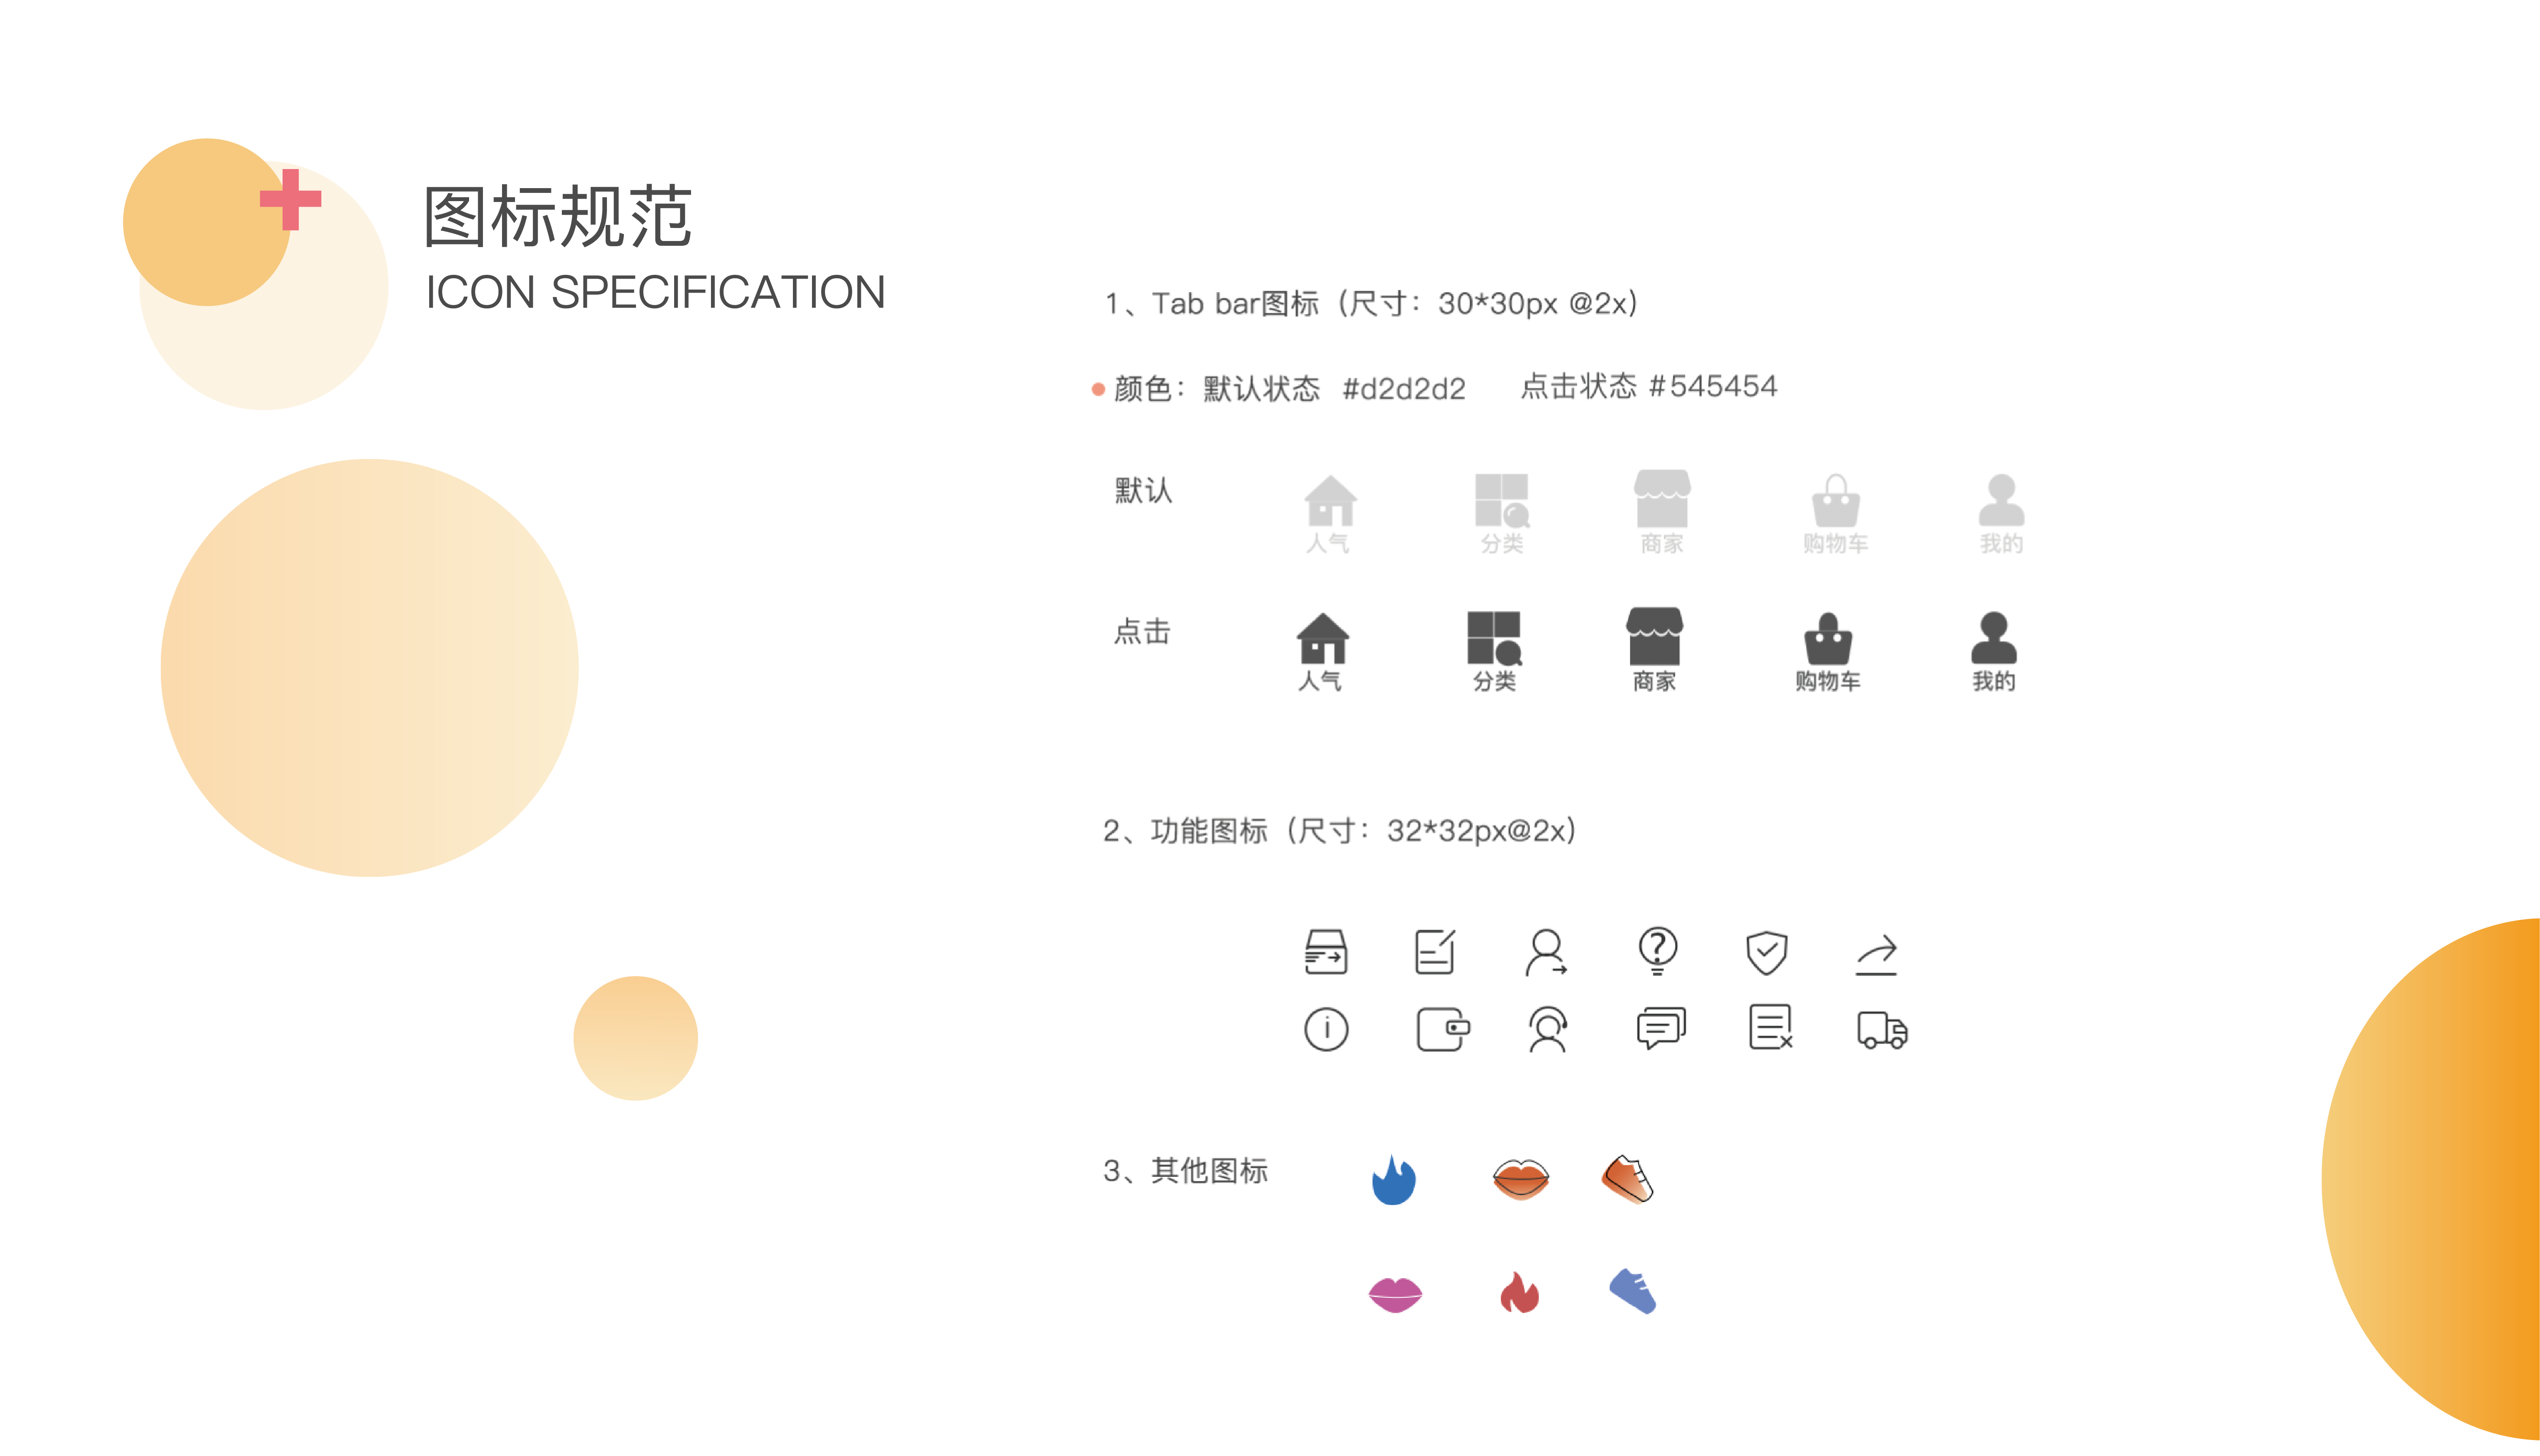 图标规范
ICON SPECIFICATION
1、Tab bar图标（尺寸：30*30px @2x）
颜色：默认状态 #d2d2d2 点击状态 #545454
默认
人气 分类 商家 购物车 我的
点击
人气 分类 商家 购物车 我的
2、功能图标（尺寸：32*32px@2x）
3、其他图标